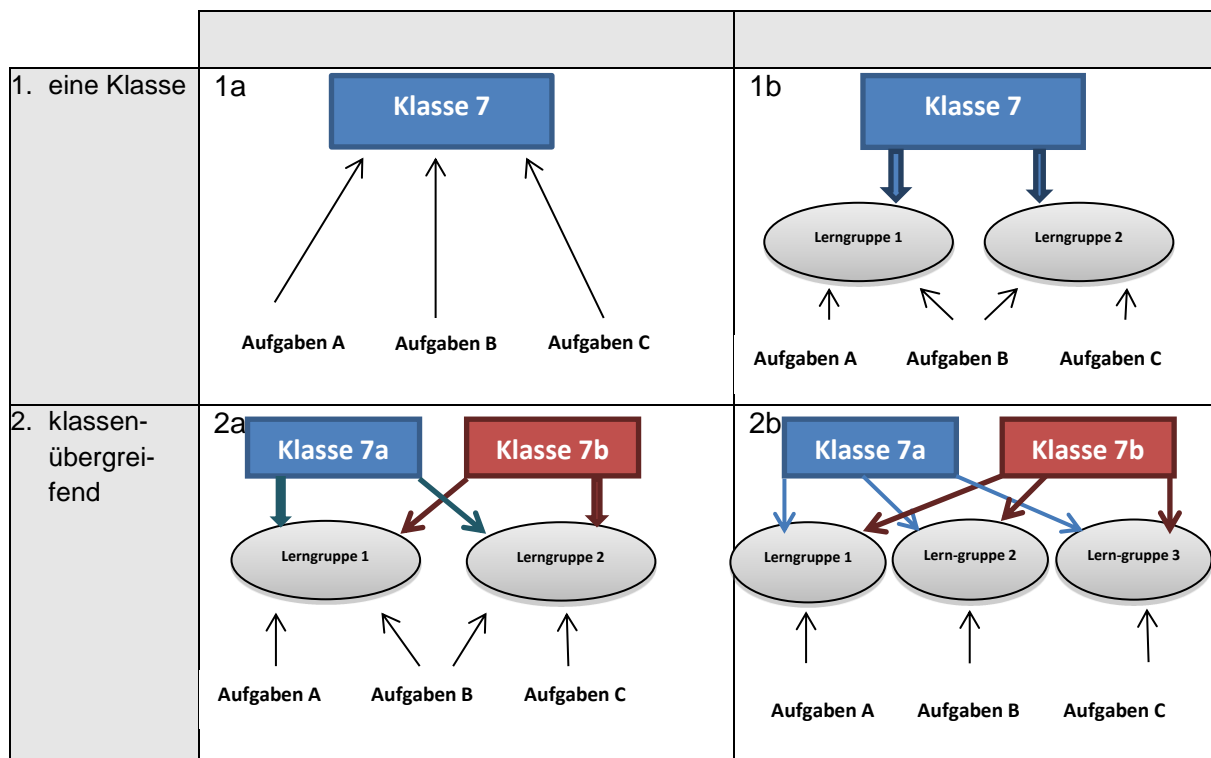 1. eine Klasse
1a
Klasse 7
Aufgaben A
Aufgaben B
Aufgaben C
1b
Klasse 7
Lerngruppe 1
Lerngruppe 2
Aufgaben A
Aufgaben B
Aufgaben C
2. klassen-
übergrei-
fend
2a
Klasse 7a
Klasse 7b
Lerngruppe 1
Lerngruppe 2
Aufgaben A
Aufgaben B
Aufgaben C
2b
Klasse 7a
Klasse 7b
Lerngruppe 1
Lern-gruppe 2
Lern-gruppe 3
Aufgaben A
Aufgaben B
Aufgaben C